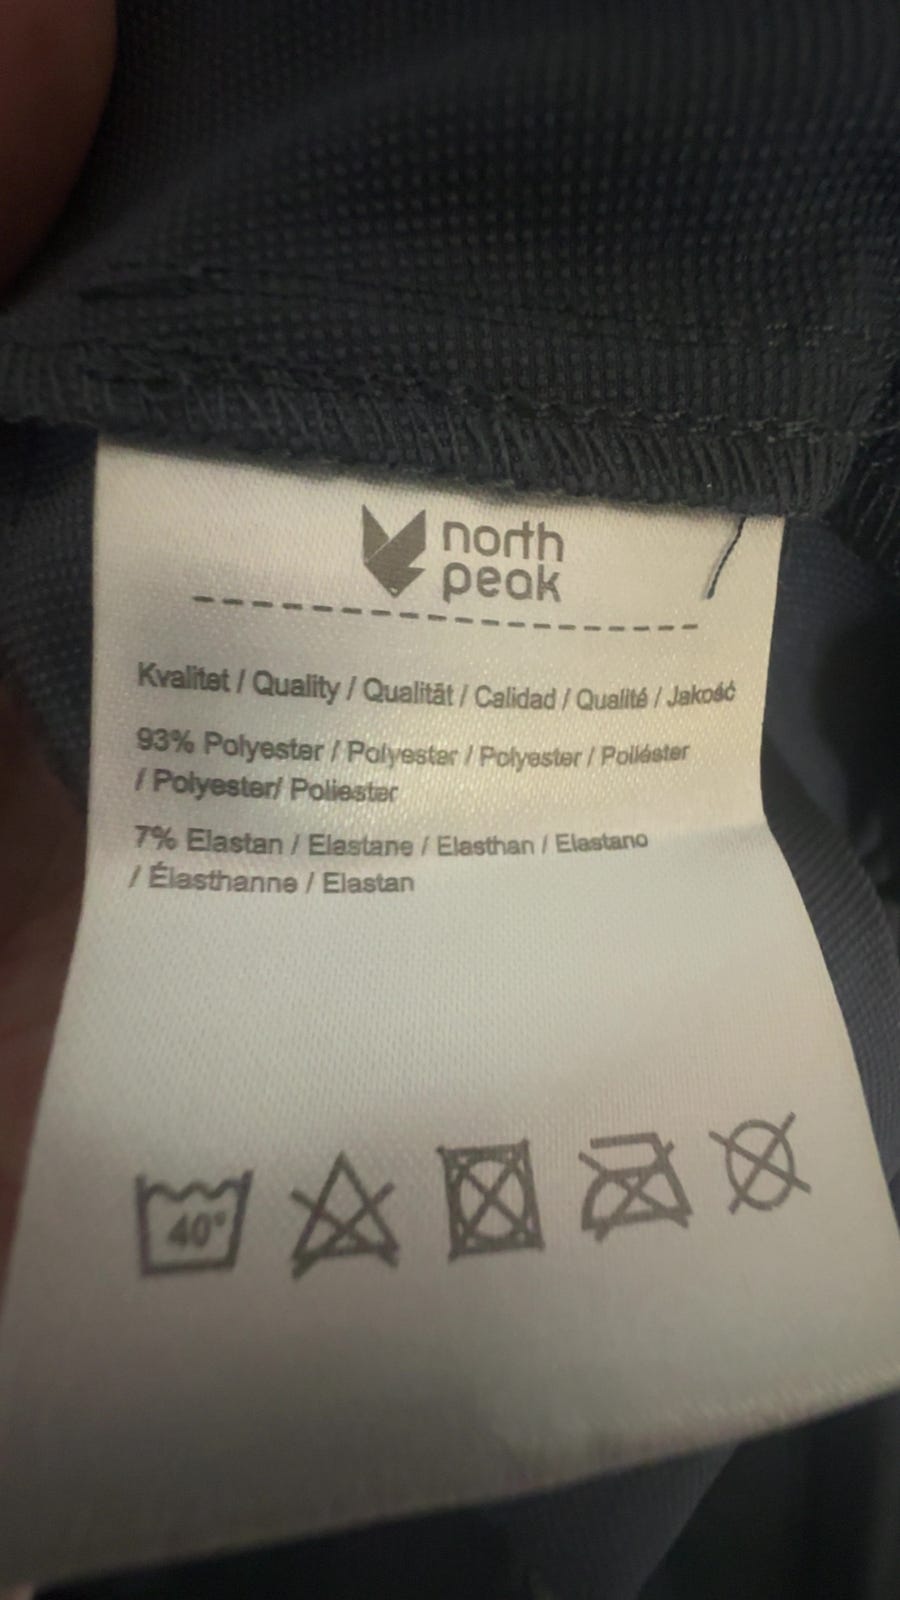 north
peak
Kvalitet / Quality / Qualität / Calidad / Qualité / Jakość
93% Polyester / Polyester / Polyester / Poliéster
/ Polyester/ Poliester
7% Elastan / Elastane / Elasthan / Elastano
/ Élasthanne / Elastan
40°